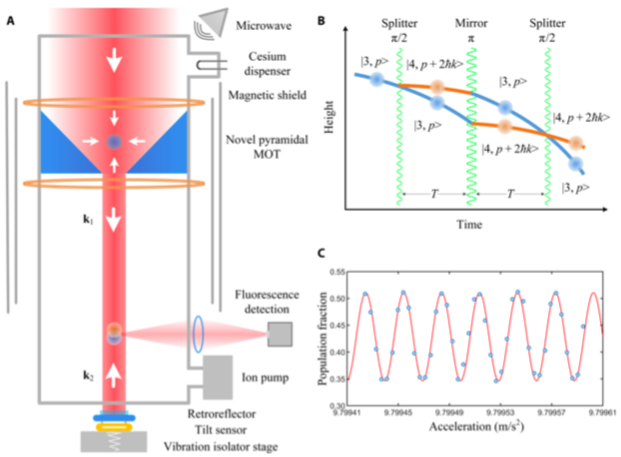 A
Microwave
Cesium
dispenser
Magnetic shield
Novel pyramidal
MOT
k₁
Fluorescence
detection
k₂
Ion pump
Retroreflector
Tilt sensor
Vibration isolator stage
B
Splitter Mirror Splitter
π/2 π π/2
|3, p>
|4, p + 2ħk>
|3, p>
|4, p + 2ħk>
|3, p>
|4, p + 2ħk>
|3, p>
Height
T T
Time
C
0.55
0.50
0.45
0.40
0.35
0.30
Population fraction
9.79941 9.79945 9.79949 9.79953 9.79957 9.79961
Acceleration (m/s²)